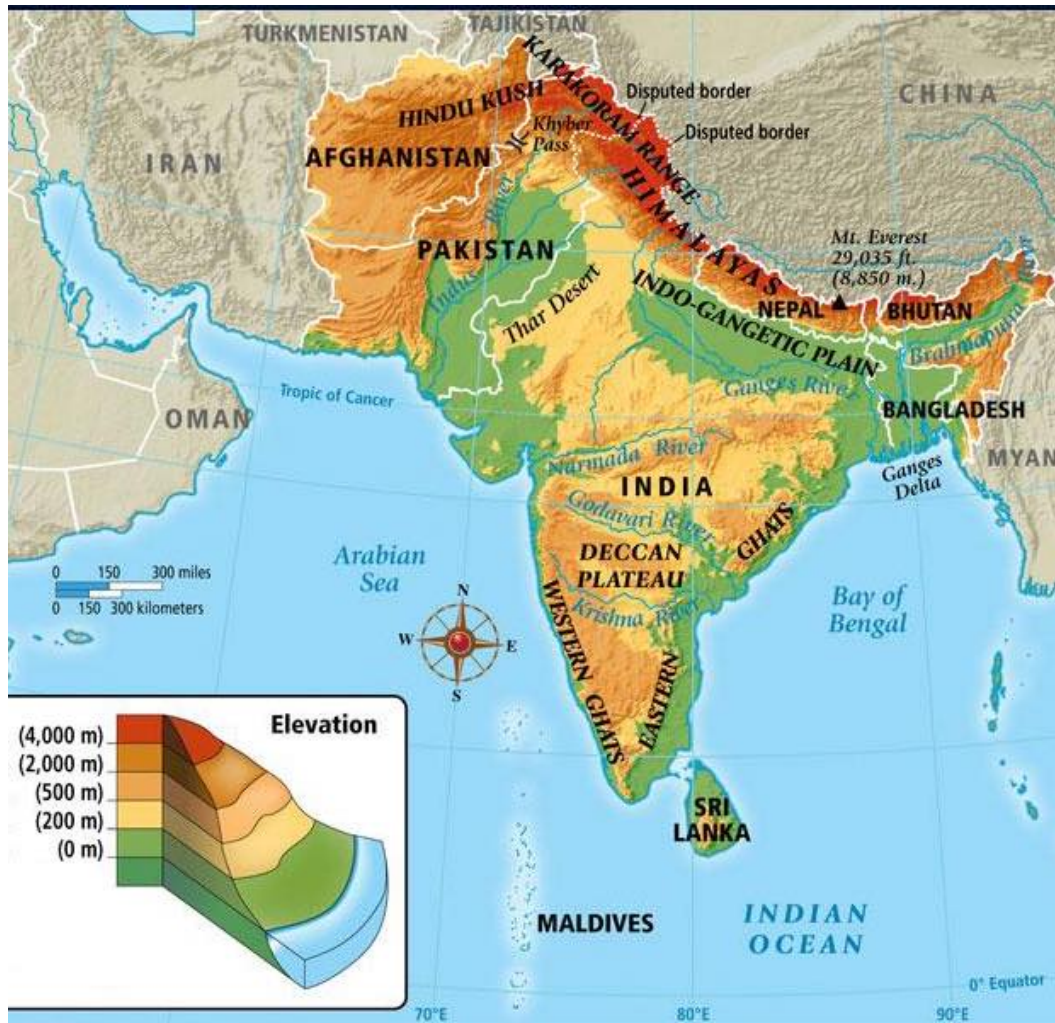 TURKMENISTAN
TAJIKISTAN
KARAKORAM RANGE
Disputed border
CHINA
HINDU KUSH
Khyber
Pass
Disputed border
IRAN
AFGHANISTAN
HIMALAYAS
PAKISTAN
Indus River
Mt. Everest
29,035 ft.
(8,850 m.)
Thar Desert
INDO-GANGETIC PLAIN
NEPAL
BHUTAN
Brahmaputra River
Tropic of Cancer
Ganges River
OMAN
BANGLADESH
Narmada River
MYAN
Ganges
Delta
INDIA
Godavari River
GHATS
Arabian
Sea
DECCAN
PLATEAU
0 150 300 miles
0 150 300 kilometers
Krishna River
Bay of
Bengal
N
W
E
S
WESTERN GHATS
EASTERN
Elevation
(4,000 m)
(2,000 m)
(500 m)
(200 m)
(0 m)
SRI
LANKA
MALDIVES
INDIAN
OCEAN
0° Equator
70°E
80°E
90°E